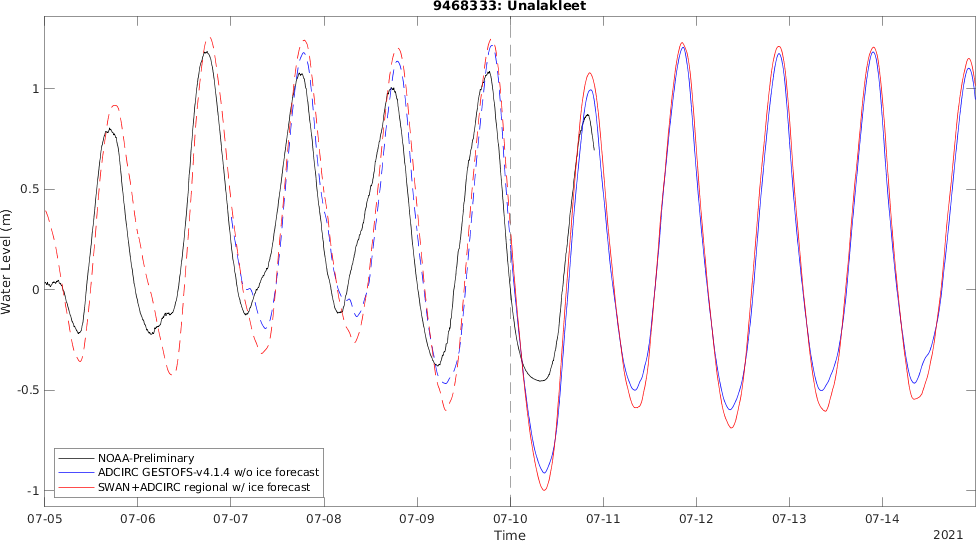 9468333: Unalakleet
Water Level (m)
1
0.5
0
-0.5
-1
NOAA-Preliminary
ADCIRC GESTOFS-v4.1.4 w/o ice forecast
SWAN+ADCIRC regional w/ ice forecast
07-05 07-06 07-07 07-08 07-09 07-10 07-11 07-12 07-13 07-14
Time
2021